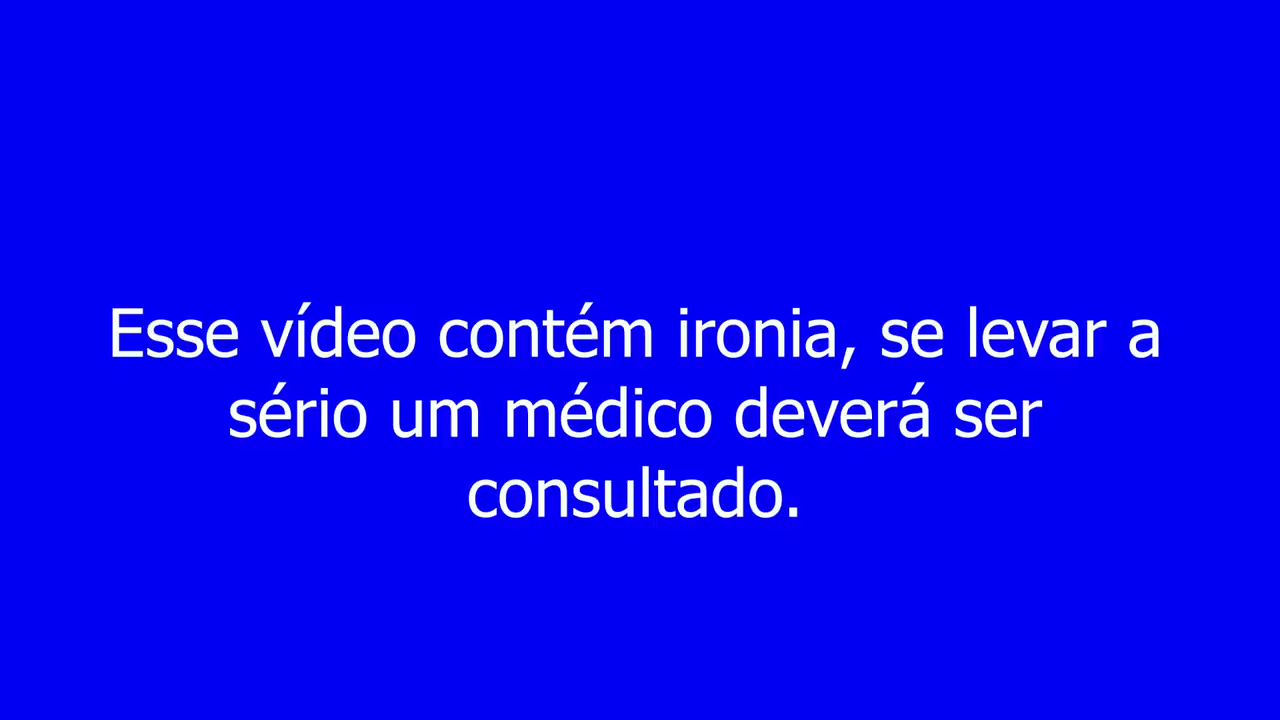 Esse vídeo contém ironia, se levar a
sério um médico deverá ser
consultado.